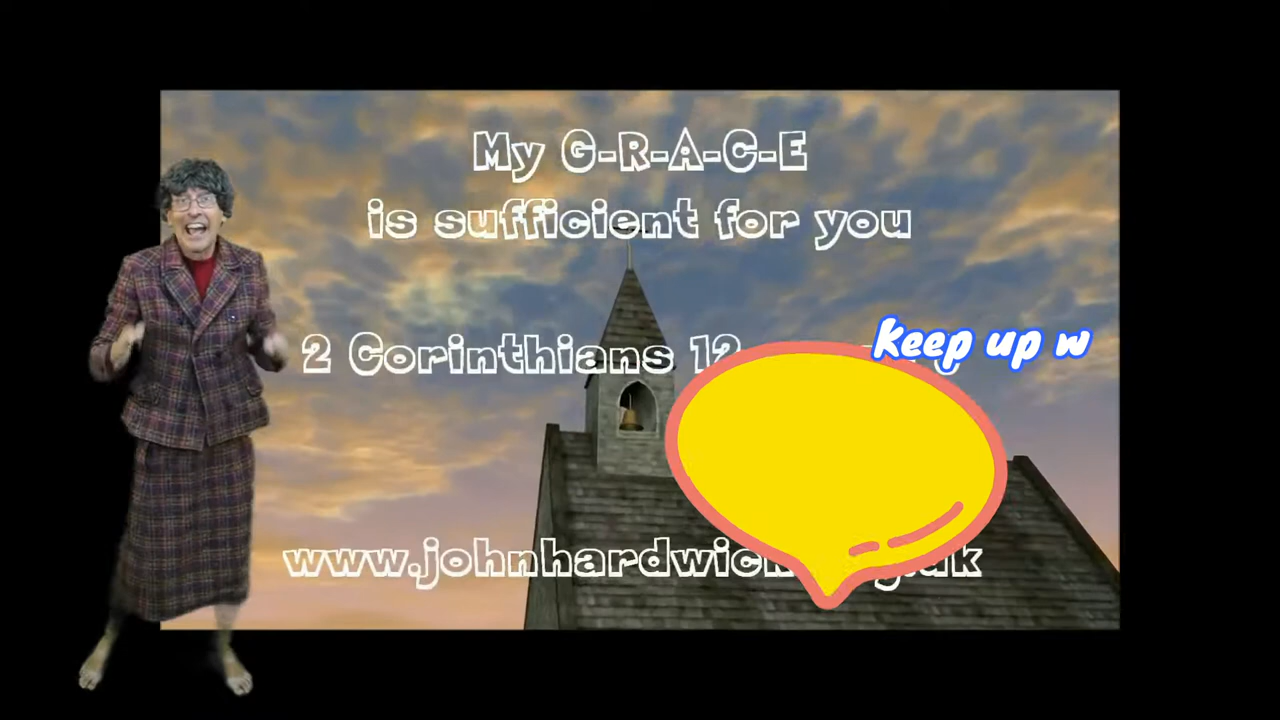 My G-R-A-C-E
is sufficient for you
2 Corinthians 12
Keep up w
www.johnhardwick